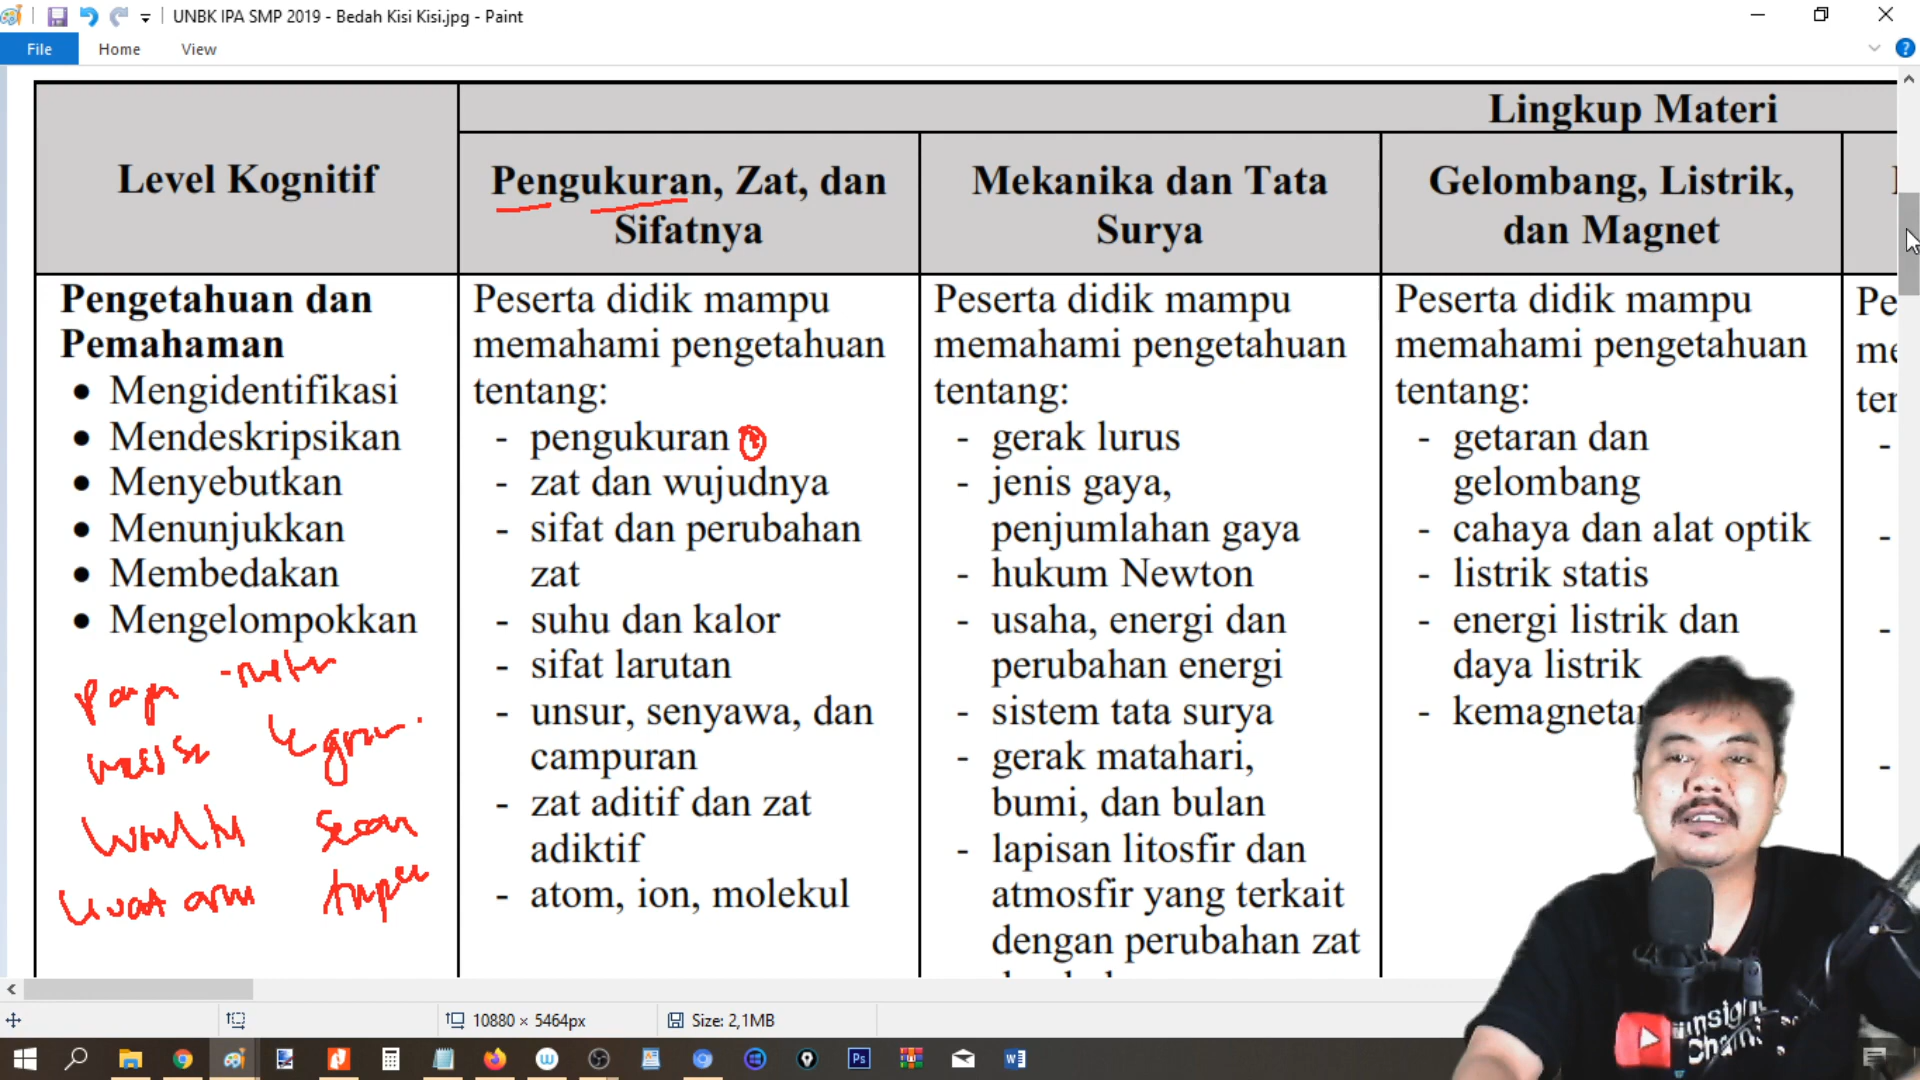 UNBK IPA SMP 2019 - Bedah Kisi Kisi.jpg - Paint
File Home View
Lingkup Materi
Level Kognitif
Pengukuran, Zat, dan
Sifatnya
Mekanika dan Tata
Surya
Gelombang, Listrik,
dan Magnet
Pengetahuan dan
Pemahaman
Mengidentifikasi
Mendeskripsikan
Menyebutkan
Menunjukkan
Membedakan
Mengelompokkan
Peserta didik mampu
memahami pengetahuan
tentang:
- pengukuran
- zat dan wujudnya
- sifat dan perubahan
zat
- suhu dan kalor
- sifat larutan
- unsur, senyawa, dan
campuran
- zat aditif dan zat
adiktif
- atom, ion, molekul
Peserta didik mampu
memahami pengetahuan
tentang:
- gerak lurus
- jenis gaya,
penjumlahan gaya
- hukum Newton
- usaha, energi dan
perubahan energi
- sistem tata surya
- gerak matahari,
bumi, dan bulan
- lapisan litosfir dan
atmosfir yang terkait
dengan perubahan zat
Peserta didik mampu
memahami pengetahuan
tentang:
- getaran dan
gelombang
- cahaya dan alat optik
- listrik statis
- energi listrik dan
daya listrik
- kemagneta
Pe
me
ter
10880 × 5464px
Size: 2,1MB